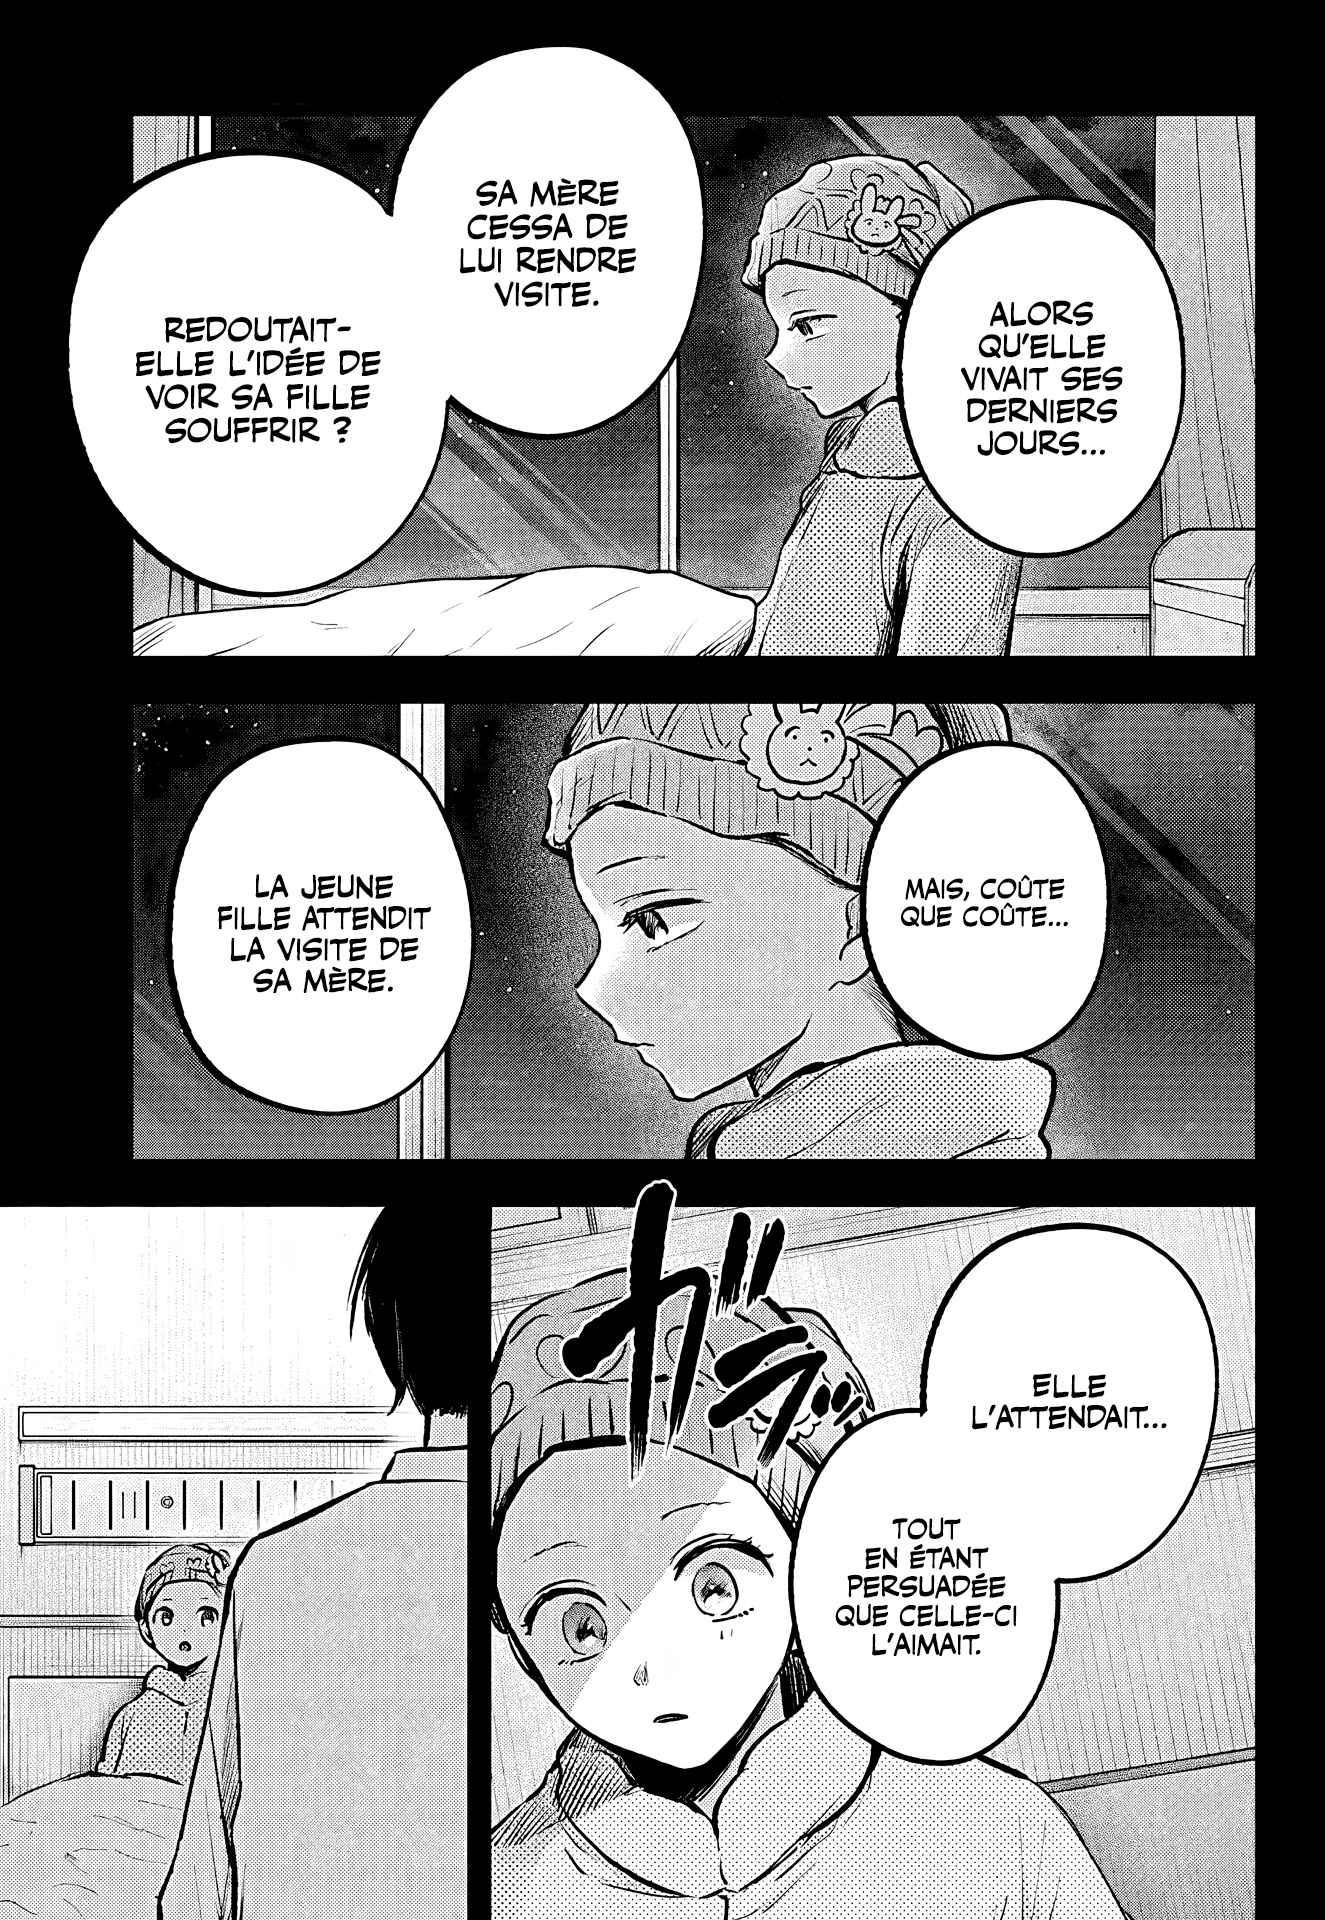 ALORS
QU'ELLE
VIVAIT SES
DERNIERS
JOURS...
SA MÈRE
CESSA DE
LUI RENDRE
VISITE.
REDOUTAIT-
ELLE L'IDÉE DE
VOIR SA FILLE
SOUFFRIR ?
MAIS, COÛTE
QUE COÛTE...
LA JEUNE
FILLE ATTENDIT
LA VISITE DE
SA MÈRE.
ELLE
L'ATTENDAIT...
TOUT
EN ÉTANT
PERSUADÉE
QUE CELLE-CI
L'AIMAIT.
ガラッ